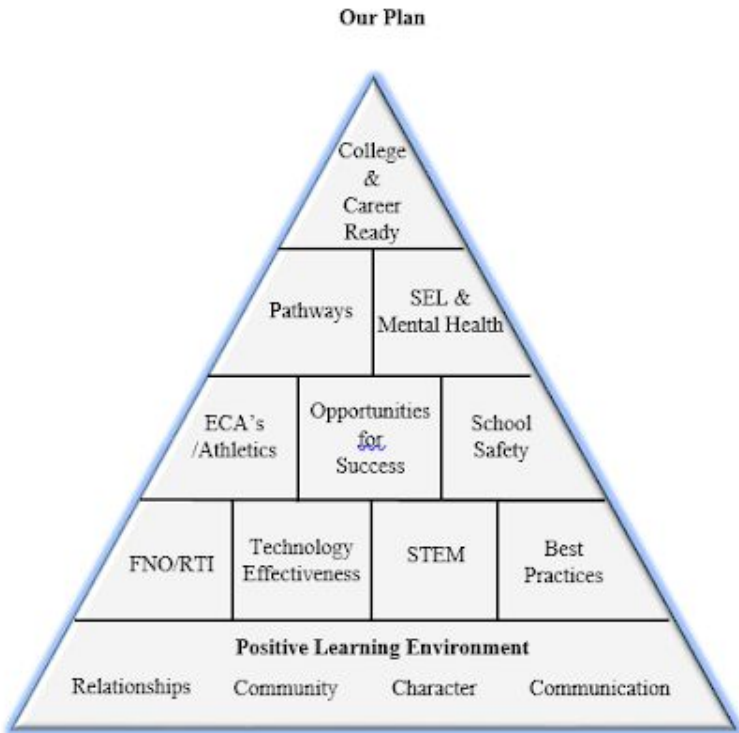 Our Plan
College
&
Career
Ready
Pathways
SEL &
Mental Health
ECA's
/Athletics
Opportunities
for
Success
School
Safety
FNO/RTI
Technology
Effectiveness
STEM
Best
Practices
Positive Learning Environment
Relationships Community Character Communication